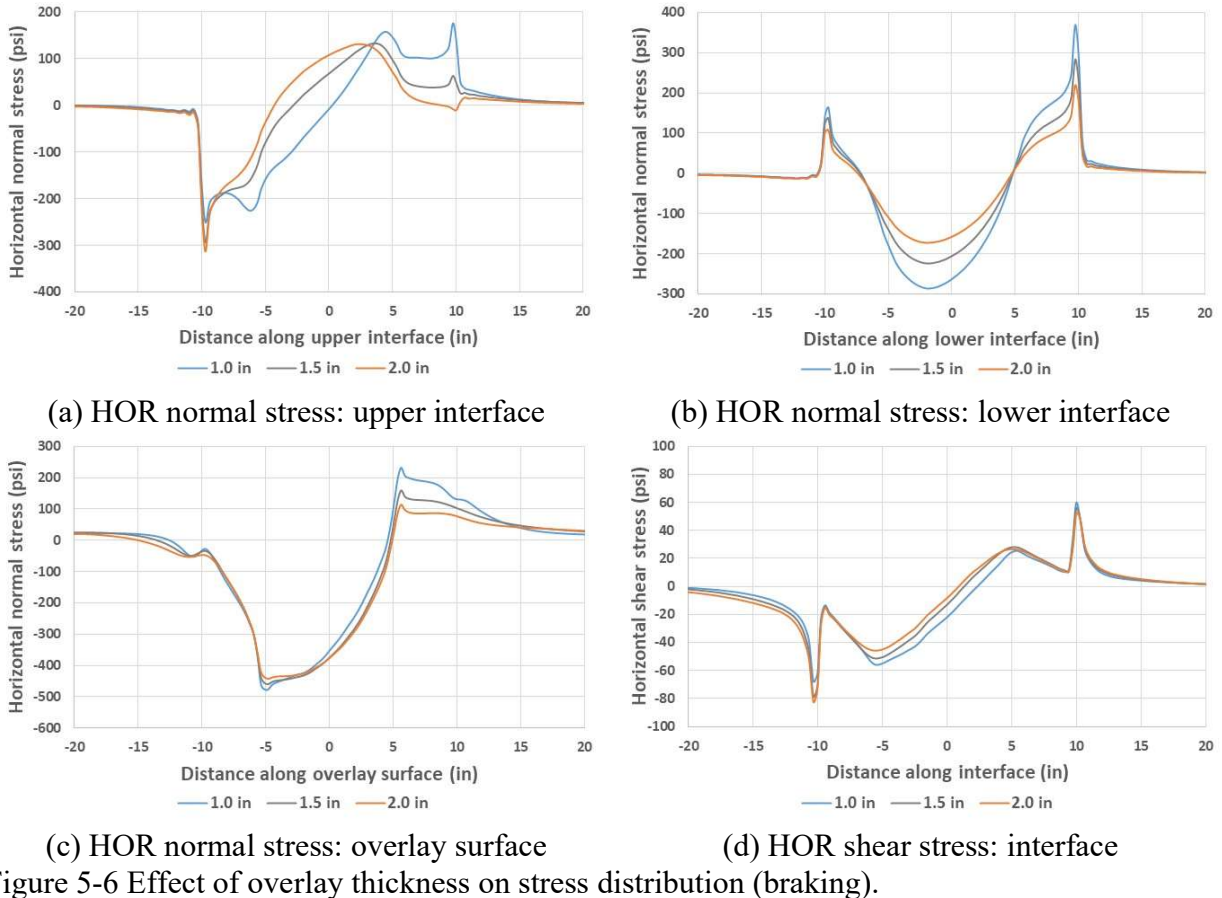 Horizontal normal stress (psi)
200
100
0
-100
-200
-300
-400
-20 -15 -10 -5 0 5 10 15 20
Distance along upper interface (in)
1.0 in 1.5 in 2.0 in
(a) HOR normal stress: upper interface
Horizontal normal stress (psi)
400
300
200
100
0
-100
-200
-300
-20 -15 -10 -5 0 5 10 15 20
Distance along lower interface (in)
1.0 in 1.5 in 2.0 in
(b) HOR normal stress: lower interface
Horizontal normal stress (psi)
300
200
100
0
-100
-200
-300
-400
-500
-600
-20 -15 -10 -5 0 5 10 15 20
Distance along overlay surface (in)
1.0 in 1.5 in 2.0 in
(c) HOR normal stress: overlay surface
Horizontal shear stress (psi)
100
80
60
40
20
0
-20
-40
-60
-80
-100
-20 -15 -10 -5 0 5 10 15 20
Distance along interface (in)
1.0 in 1.5 in 2.0 in
(d) HOR shear stress: interface
Figure 5-6 Effect of overlay thickness on stress distribution (braking).